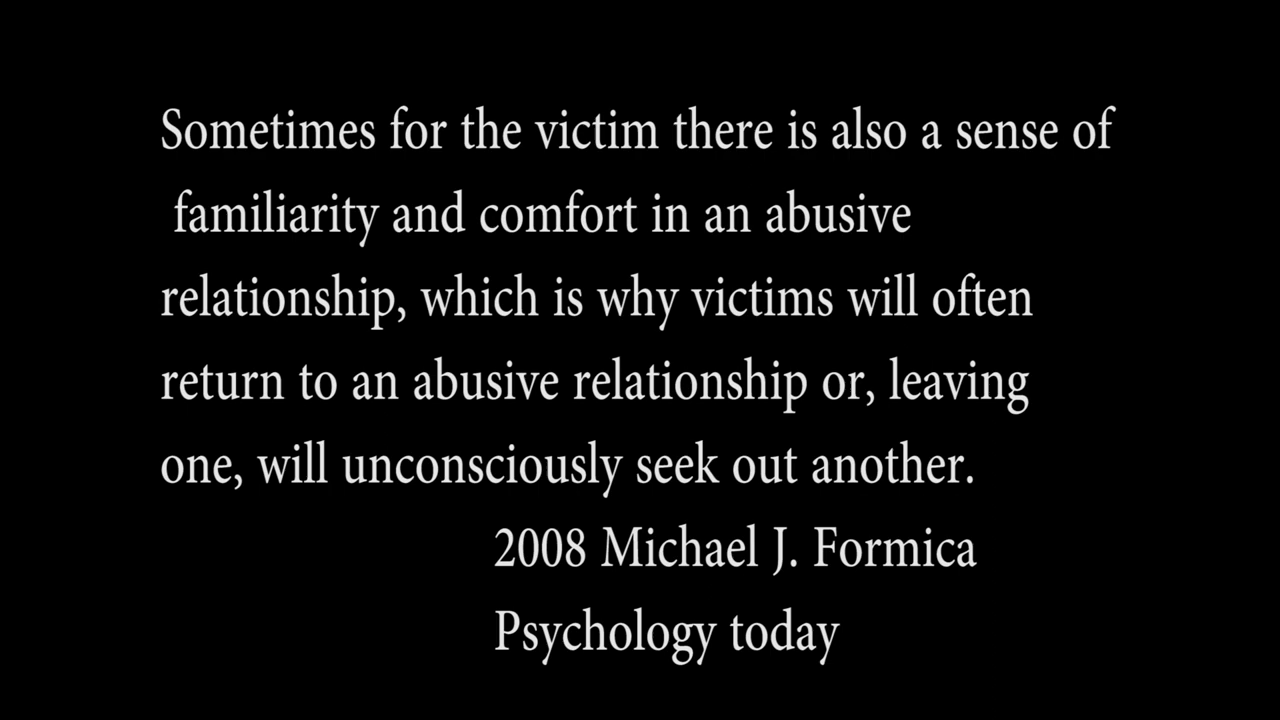 Sometimes for the victim there is also a sense of
familiarity and comfort in an abusive
relationship, which is why victims will often
return to an abusive relationship or, leaving
one, will unconsciously seek out another.
2008 Michael J. Formica
Psychology today